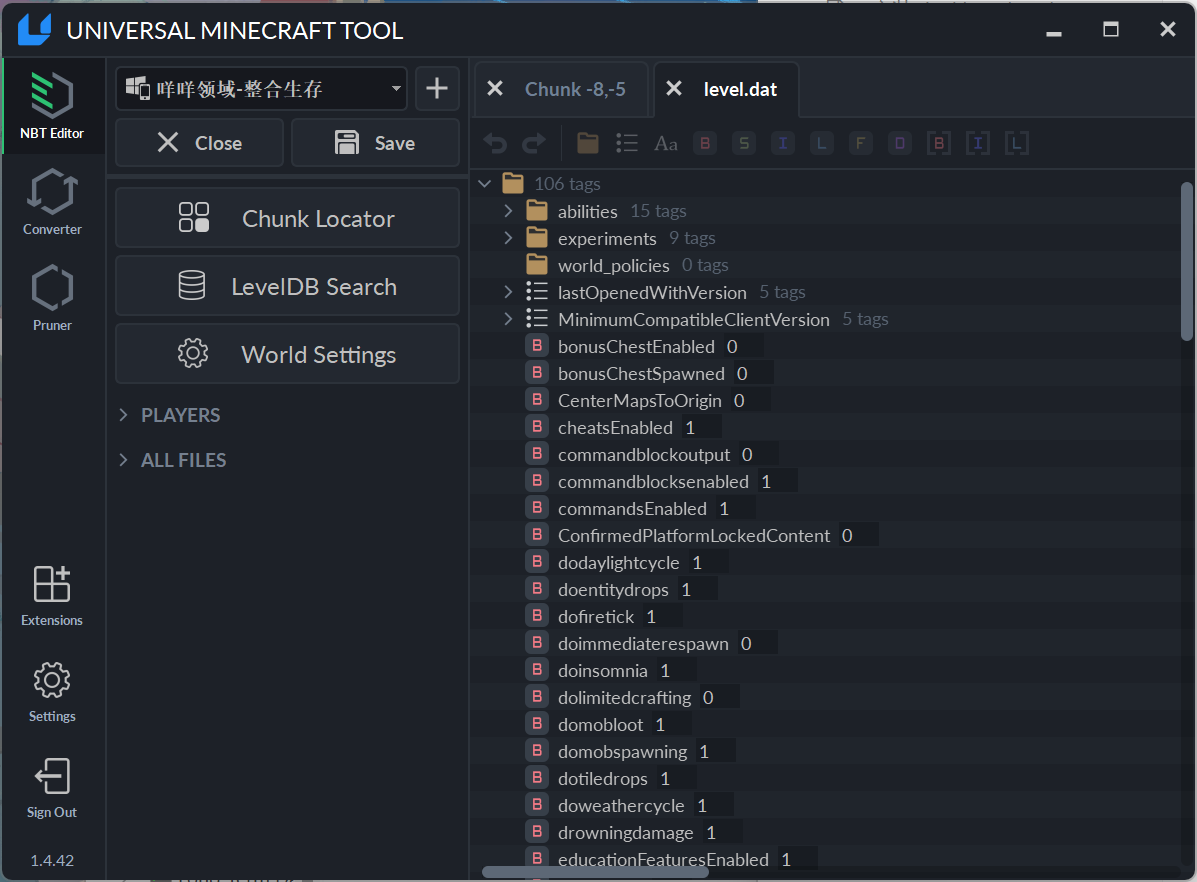 UNIVERSAL MINECRAFT TOOL
NBT Editor
Converter
Pruner
Extensions
Settings
Sign Out
1.4.42
咩咩领域-整合生存
Close
Save
Chunk Locator
LevelDB Search
World Settings
PLAYERS
ALL FILES
Chunk -8,-5
level.dat
Aa B S I L F D [B] [I] [L]
106 tags
abilities 15 tags
experiments 9 tags
world_policies 0 tags
lastOpenedWithVersion 5 tags
MinimumCompatibleClientVersion 5 tags
B bonusChestEnabled 0
B bonusChestSpawned 0
B CenterMapsToOrigin 0
B cheatsEnabled 1
B commandblockoutput 0
B commandblocksenabled 1
B commandsEnabled 1
B ConfirmedPlatformLockedContent 0
B dodaylightcycle 1
B doentitydrops 1
B dofiretick 1
B doimmediaterespawn 0
B doinsomnia 1
B dolimitedcrafting 0
B domobloot 1
B domobspawning 1
B dotiledrops 1
B doweathercycle 1
B drowningdamage 1
B educationFeaturesEnabled 1